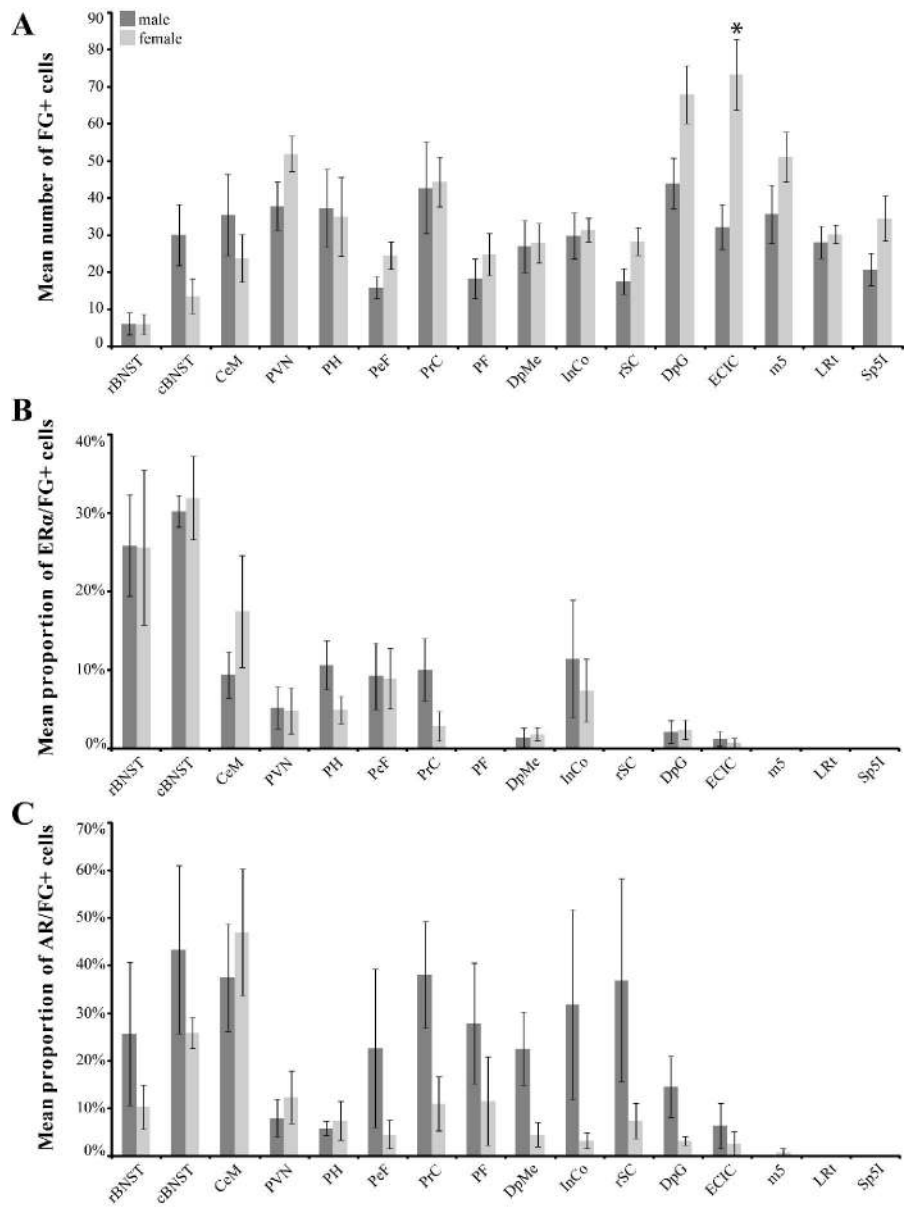 A
Mean number of FG+ cells
90
80
70
60
50
40
30
20
10
0
male
female
*
rBNST cBNST CeM PVN PH PeF PrC PF DpMe InCo rSC DpG ECIC m5 LRt Sp5I
B
Mean proportion of ERα/FG+ cells
40%
30%
20%
10%
0%
rBNST cBNST CeM PVN PH PeF PrC PF DpMe InCo rSC DpG ECIC m5 LRt Sp5I
C
Mean proportion of AR/FG+ cells
70%
60%
50%
40%
30%
20%
10%
0%
rBNST cBNST CeM PVN PH PeF PrC PF DpMe InCo rSC DpG ECIC m5 LRt Sp5I